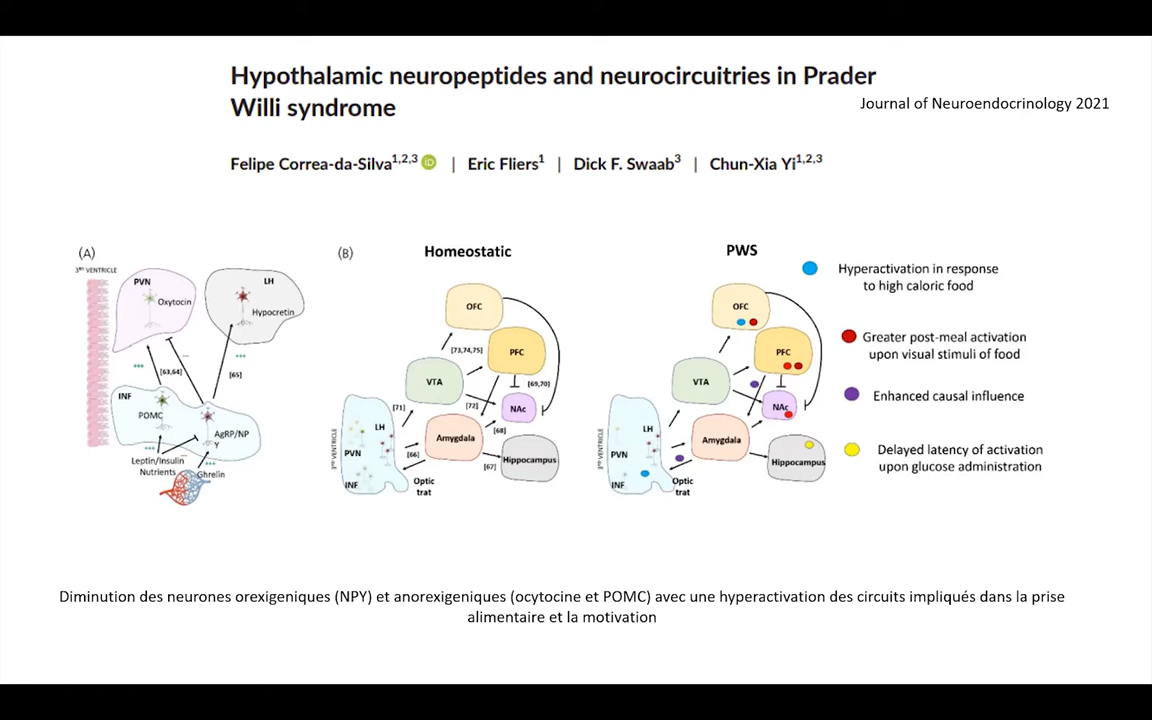 Hypothalamic neuropeptides and neurocircuitries in Prader
Willi syndrome
Journal of Neuroendocrinology 2021
Felipe Correa-da-Silva1,2,3 iD | Eric Fliers1 | Dick F. Swaab3 | Chun-Xia Yi1,2,3
(A)
3RD VENTRICLE
PVN
Oxytocin
LH
Hypocretin
+++
---
+++
[63,64]
[65]
INF
POMC
AgRP/NP
Y
+++
Leptin/Insulin
Nutrients
+++
Ghrelin
(B)
Homeostatic
OFC
[73,74,75]
PFC
[69,70]
VTA
NAc
[71]
[72]
[68]
LH
Amygdala
3RD VENTRICLE
PVN
[66]
[67]
Hippocampus
INF
Optic
trat
PWS
OFC
PFC
VTA
NAc
LH
Amygdala
3RD VENTRICLE
PVN
Hippocampus
INF
Optic
trat
Hyperactivation in response
to high caloric food
Greater post-meal activation
upon visual stimuli of food
Enhanced causal influence
Delayed latency of activation
upon glucose administration
Diminution des neurones orexigeniques (NPY) et anorexigeniques (ocytocine et POMC) avec une hyperactivation des circuits impliqués dans la prise
alimentaire et la motivation